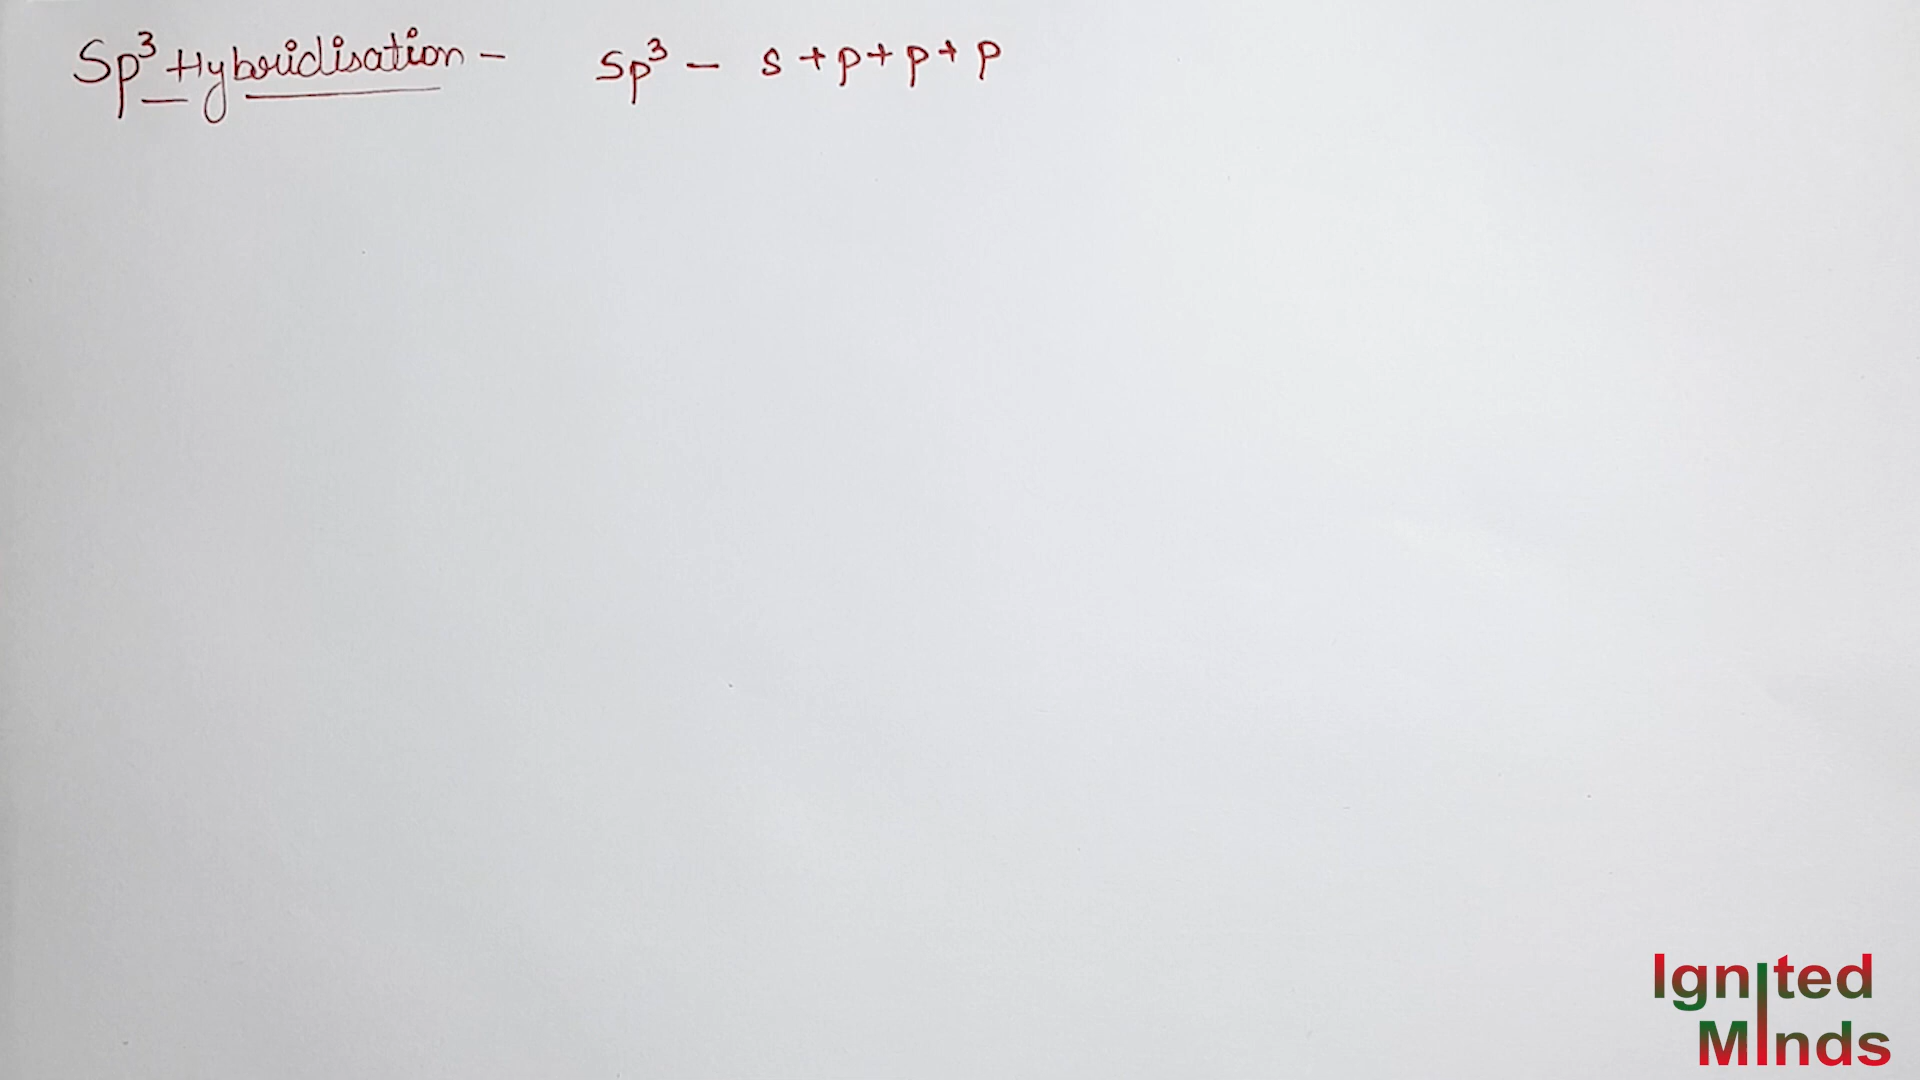 Sp³ Hybridisation - Sp³ - s + p + p + p
Ignited
Minds